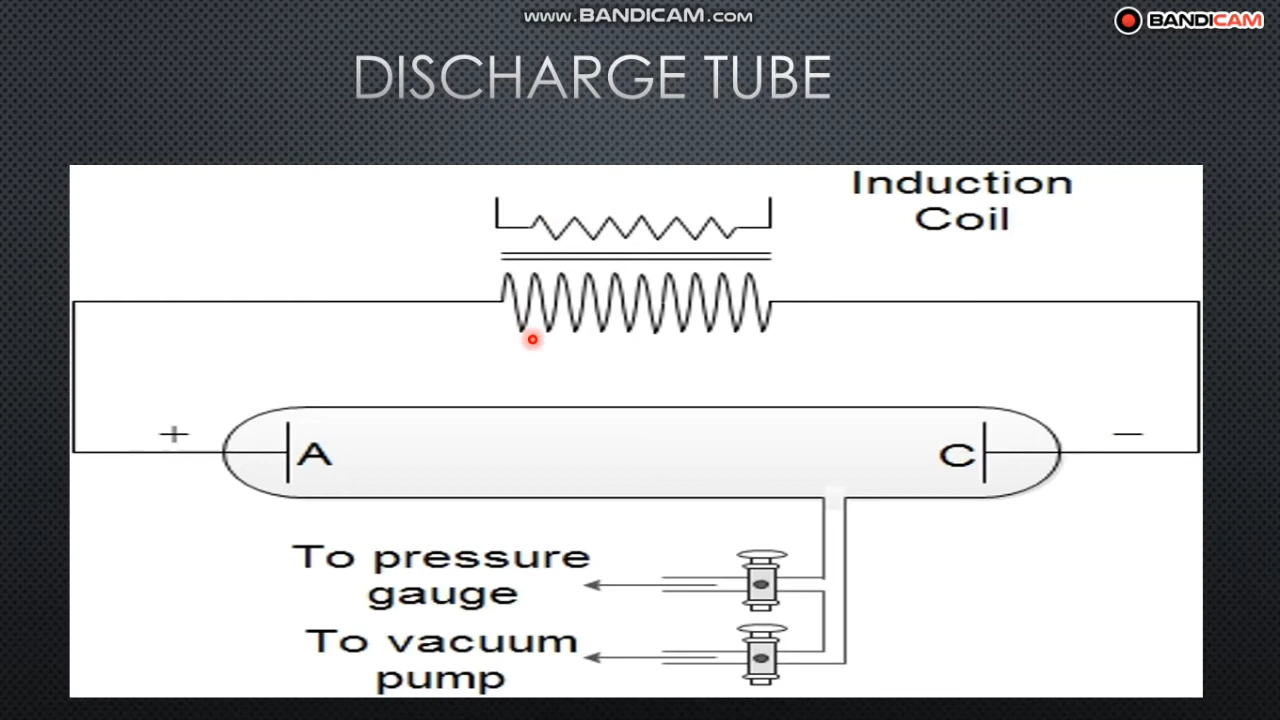 www.BANDICAM.com
BANDICAM
DISCHARGE TUBE
Induction
Coil
+
−
A
C
To pressure
gauge
To vacuum
pump